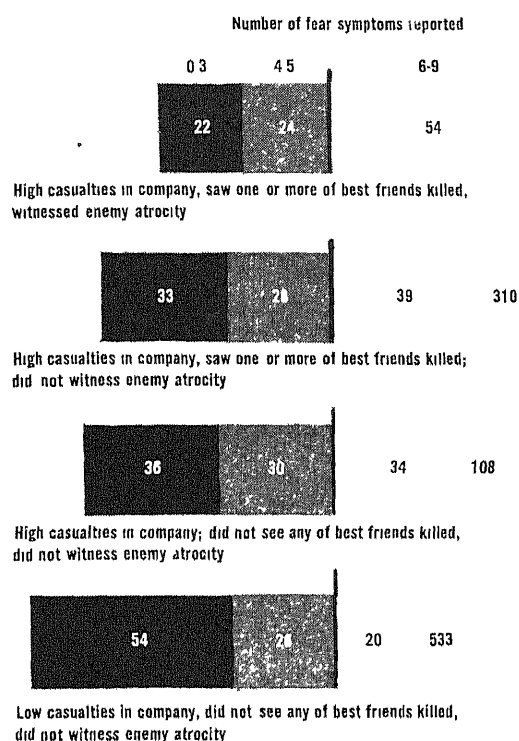 Number of fear symptoms reported
0 3 4 5 6-9
22 24 54
High casualties in company, saw one or more of best friends killed,
witnessed enemy atrocity
33 28 39 310
High casualties in company, saw one or more of best friends killed;
did not witness enemy atrocity
36 30 34 108
High casualties in company; did not see any of best friends killed,
did not witness enemy atrocity
54 26 20 533
Low casualties in company, did not see any of best friends killed,
did not witness enemy atrocity